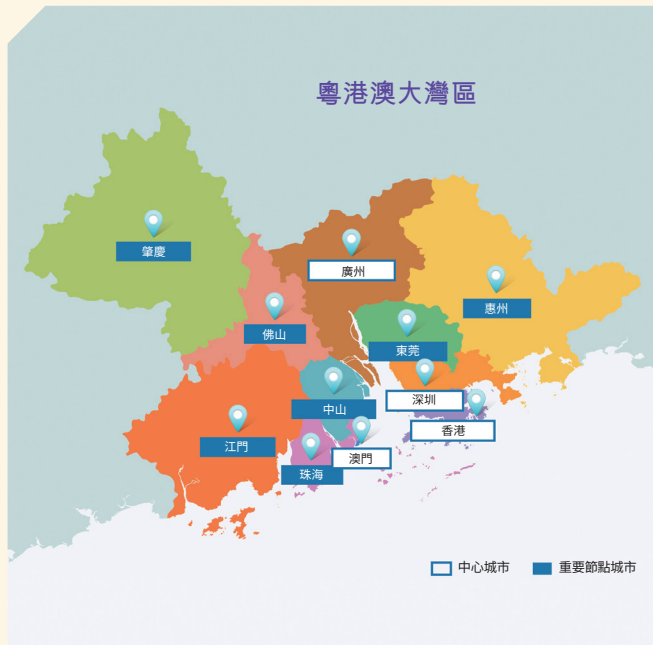 粵港澳大灣區
肇慶
廣州
惠州
佛山
東莞
深圳
中山
香港
江門
澳門
珠海
中心城市
重要節點城市